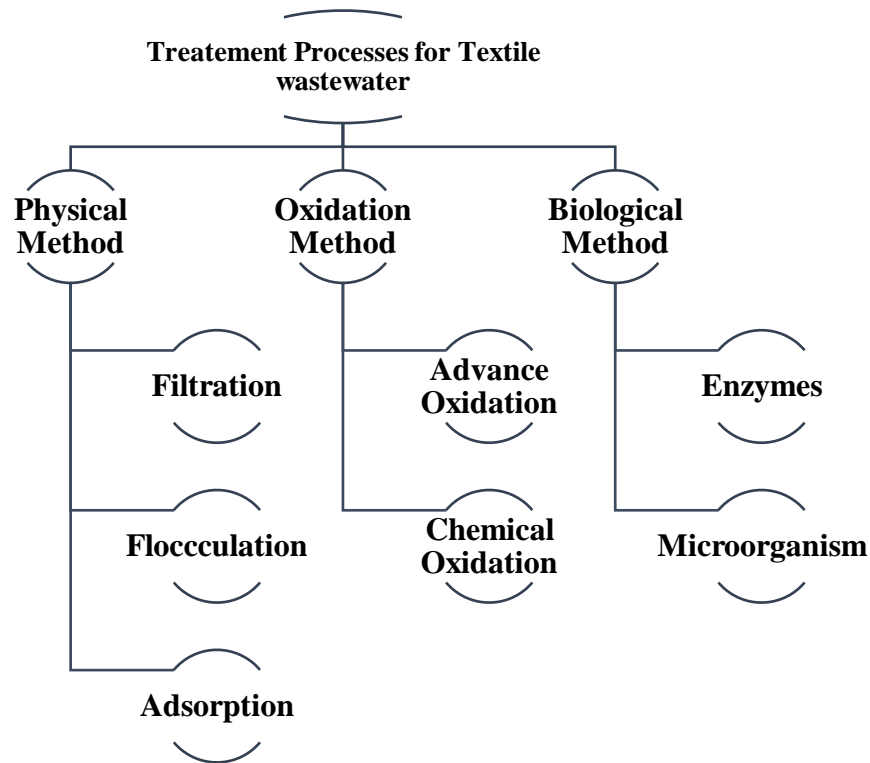 Treatement Processes for Textile
wastewater
Physical
Method
Oxidation
Method
Biological
Method
Filtration
Advance
Oxidation
Enzymes
Floccculation
Chemical
Oxidation
Microorganism
Adsorption